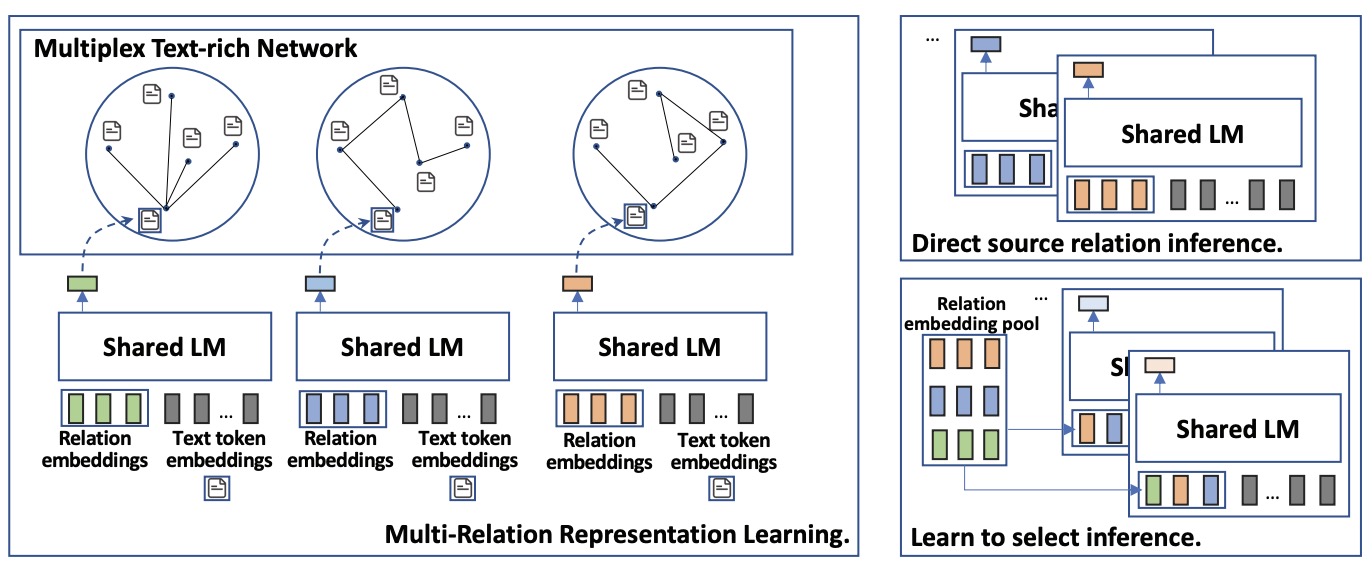 Multiplex Text-rich Network
Shared LM
Shared LM
Shared LM
...
...
...
Relation
embeddings
Text token
embeddings
Relation
embeddings
Text token
embeddings
Relation
embeddings
Text token
embeddings
Multi-Relation Representation Learning.
...
Sha
Shared LM
...
Direct source relation inference.
Relation
embedding pool
...
Sl
Shared LM
...
Learn to select inference.